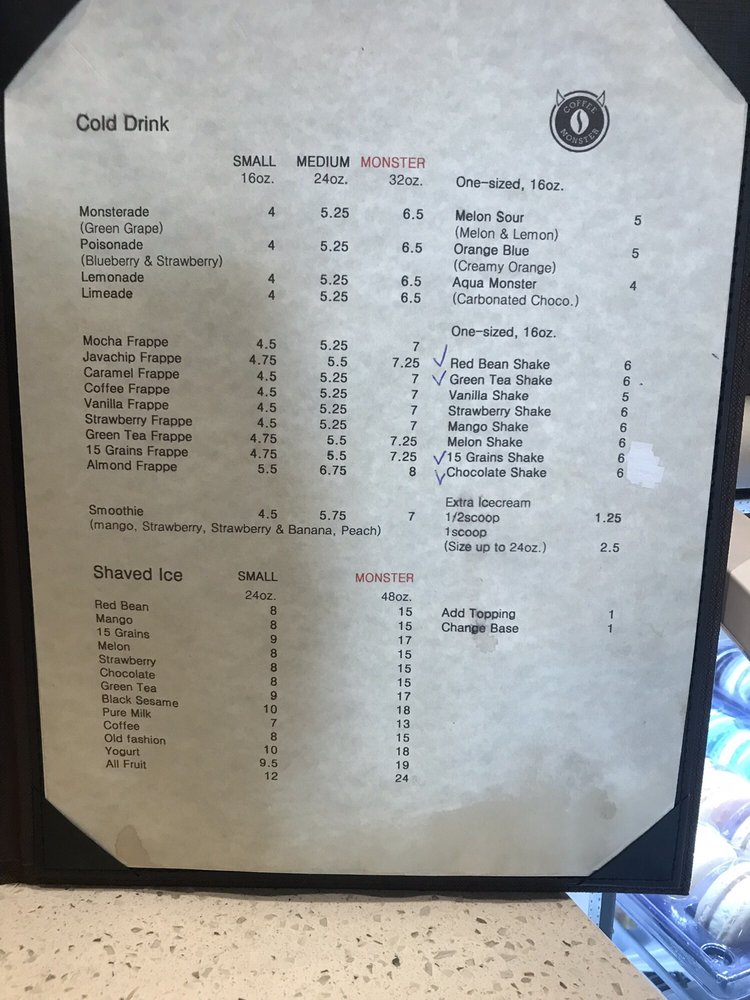 COFFEE MONSTER
Cold Drink
SMALL MEDIUM MONSTER
16oz. 24oz. 32oz.
Monsterade 4 5.25 6.5
(Green Grape)
Poisonade 4 5.25 6.5
(Blueberry & Strawberry)
Lemonade 4 5.25 6.5
Limeade 4 5.25 6.5
Mocha Frappe 4.5 5.25 7
Javachip Frappe 4.75 5.5 7.25
Caramel Frappe 4.5 5.25 7
Coffee Frappe 4.5 5.25 7
Vanilla Frappe 4.5 5.25 7
Strawberry Frappe 4.5 5.25 7
Green Tea Frappe 4.75 5.5 7.25
15 Grains Frappe 4.75 5.5 7.25
Almond Frappe 5.5 6.75 8
Smoothie 4.5 5.75 7
(mango, Strawberry, Strawberry & Banana, Peach)
One-sized, 16oz.
Melon Sour 5
(Melon & Lemon)
Orange Blue 5
(Creamy Orange)
Aqua Monster 4
(Carbonated Choco.)
One-sized, 16oz.
Red Bean Shake 6
Green Tea Shake 6
Vanilla Shake 5
Strawberry Shake 6
Mango Shake 6
Melon Shake 6
15 Grains Shake 6
Chocolate Shake 6
Extra Icecream
1/2scoop 1.25
1scoop
(Size up to 24oz.) 2.5
Shaved Ice SMALL MONSTER
24oz. 48oz.
Red Bean 8 15
Mango 8 15
15 Grains 9 17
Melon 8 15
Strawberry 8 15
Chocolate 8 15
Green Tea 9 17
Black Sesame 10 18
Pure Milk 7 13
Coffee 8 15
Old fashion 10 18
Yogurt 9.5 19
All Fruit 12 24
Add Topping 1
Change Base 1